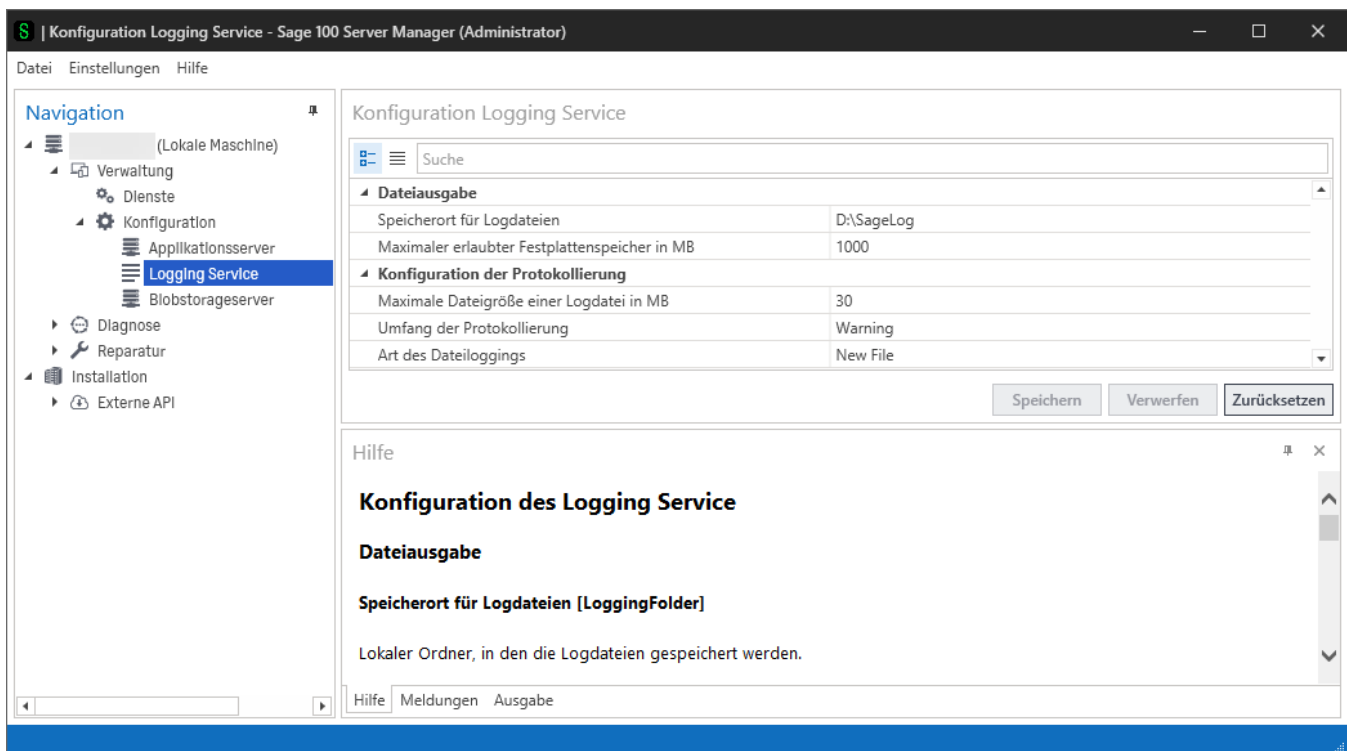 S | Konfiguration Logging Service - Sage 100 Server Manager (Administrator)
Datei Einstellungen Hilfe
Navigation
(Lokale Maschine)
Verwaltung
Dienste
Konfiguration
Applikationsserver
Logging Service
Blobstorageserver
Diagnose
Reparatur
Installation
Externe API
Konfiguration Logging Service
Suche
Dateiausgabe
Speicherort für Logdateien D:\SageLog
Maximaler erlaubter Festplattenspeicher in MB 1000
Konfiguration der Protokollierung
Maximale Dateigröße einer Logdatei in MB 30
Umfang der Protokollierung Warning
Art des Dateiloggings New File
Speichern Verwerfen Zurücksetzen
Hilfe
Konfiguration des Logging Service
Dateiausgabe
Speicherort für Logdateien [LoggingFolder]
Lokaler Ordner, in den die Logdateien gespeichert werden.
Hilfe Meldungen Ausgabe